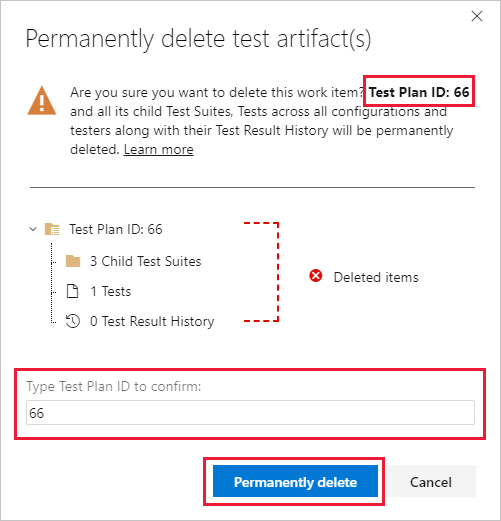 Permanently delete test artifact(s)
Are you sure you want to delete this work item? Test Plan ID: 66
and all its child Test Suites, Tests across all configurations and
testers along with their Test Result History will be permanently
deleted. Learn more
Test Plan ID: 66
3 Child Test Suites
1 Tests
0 Test Result History
Deleted items
Type Test Plan ID to confirm:
66
Permanently delete
Cancel